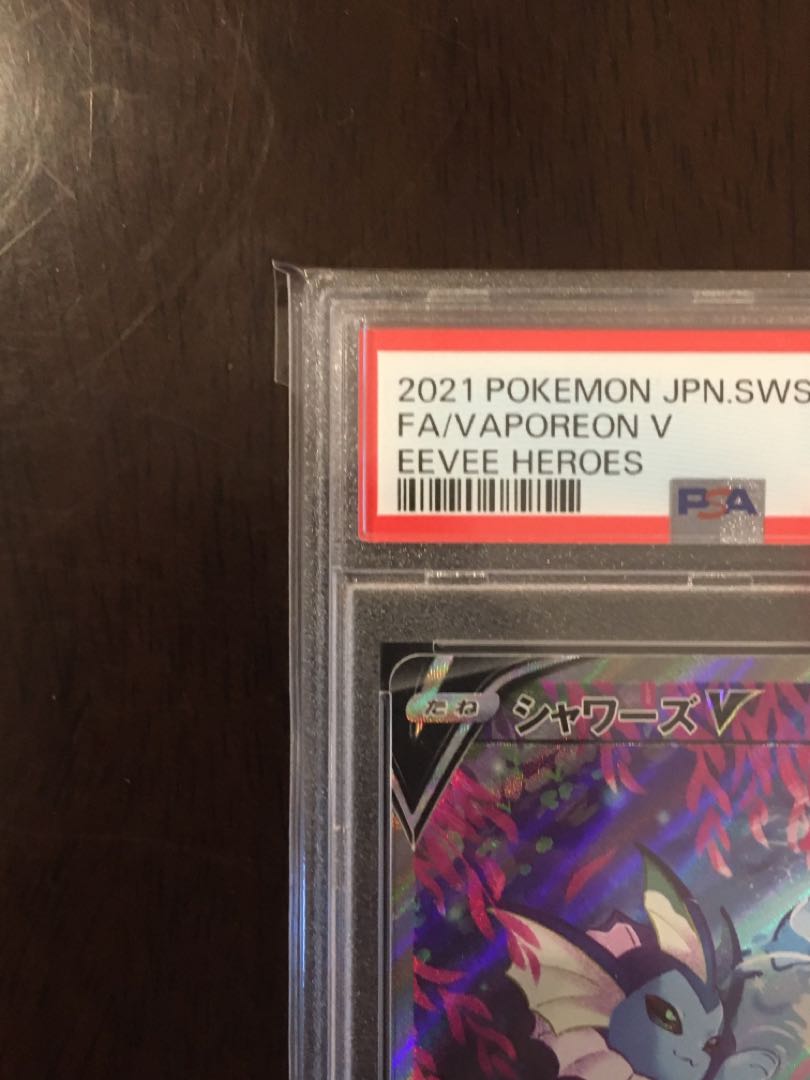 2021 POKEMON JPN.SWS
FA/VAPOREON V
EEVEE HEROES
PSA
たね シャワーズV